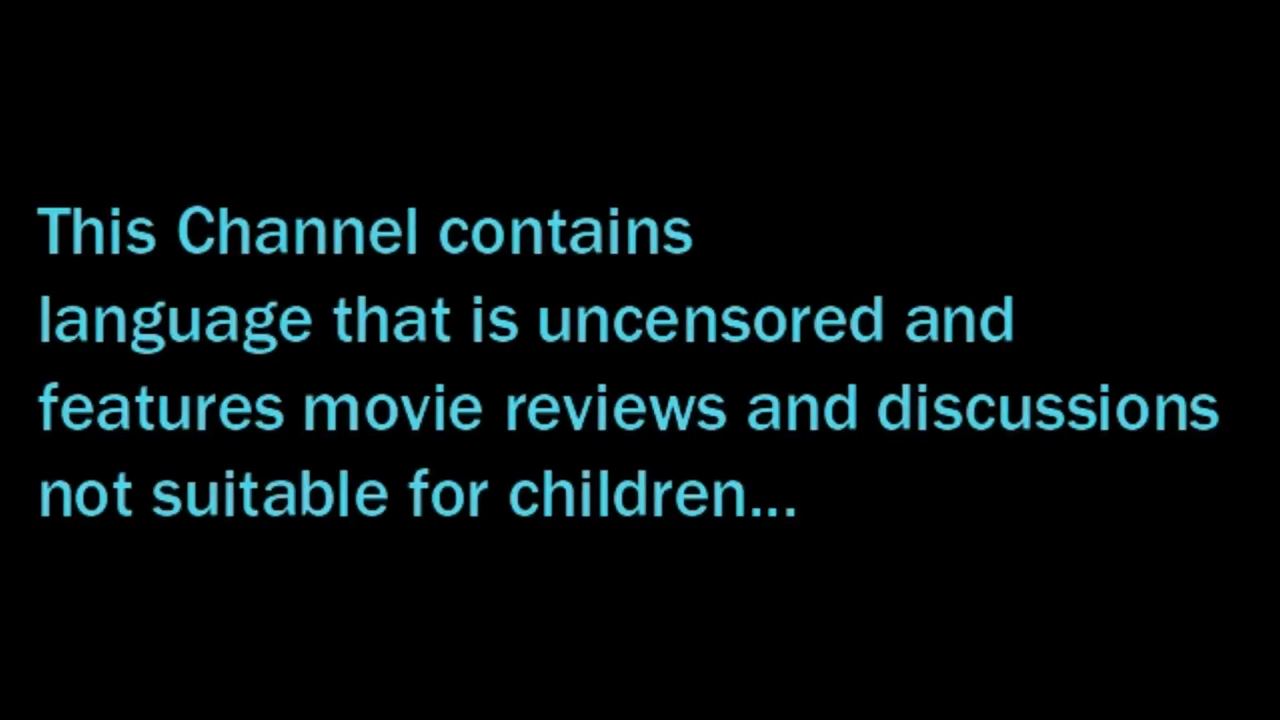 This Channel contains
language that is uncensored and
features movie reviews and discussions
not suitable for children...